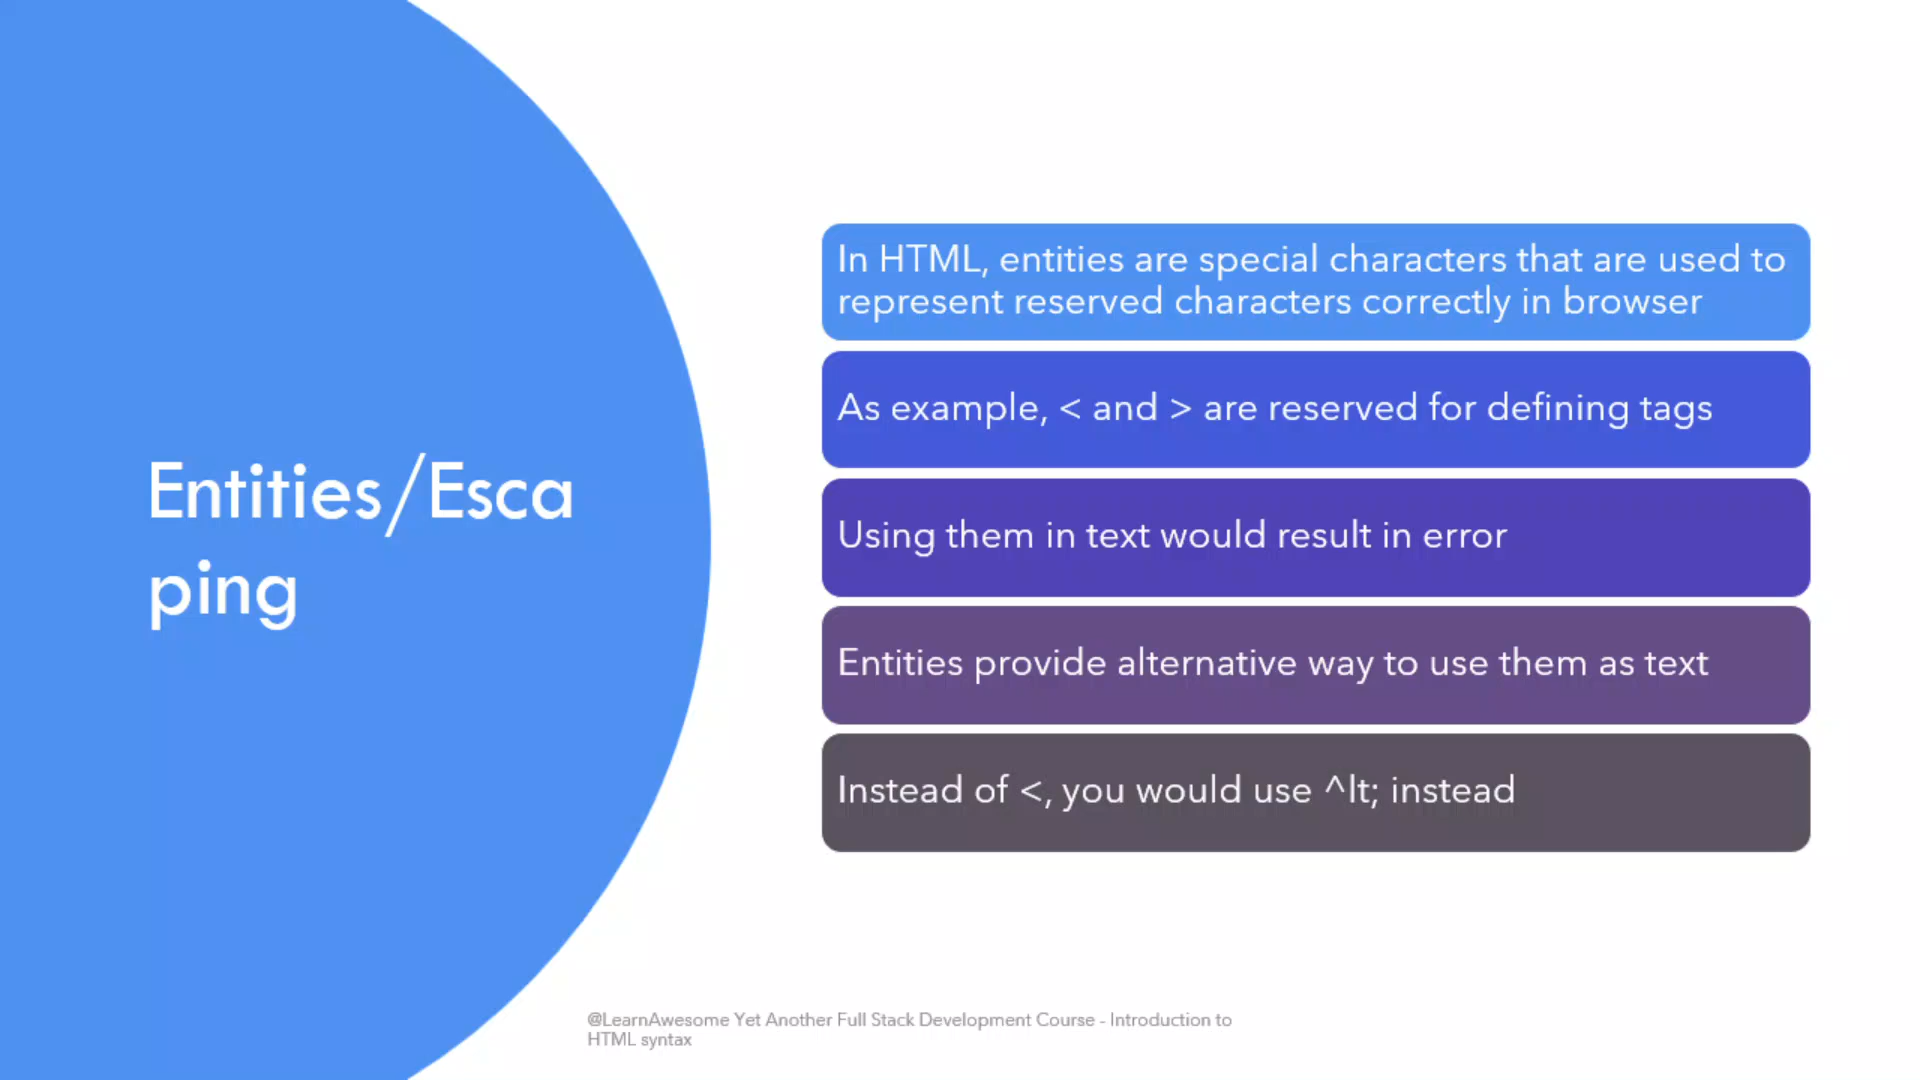 Entities/Esca
ping
In HTML, entities are special characters that are used to
represent reserved characters correctly in browser
As example, < and > are reserved for defining tags
Using them in text would result in error
Entities provide alternative way to use them as text
Instead of <, you would use ^lt; instead
@LearnAwesome Yet Another Full Stack Development Course - Introduction to
HTML syntax